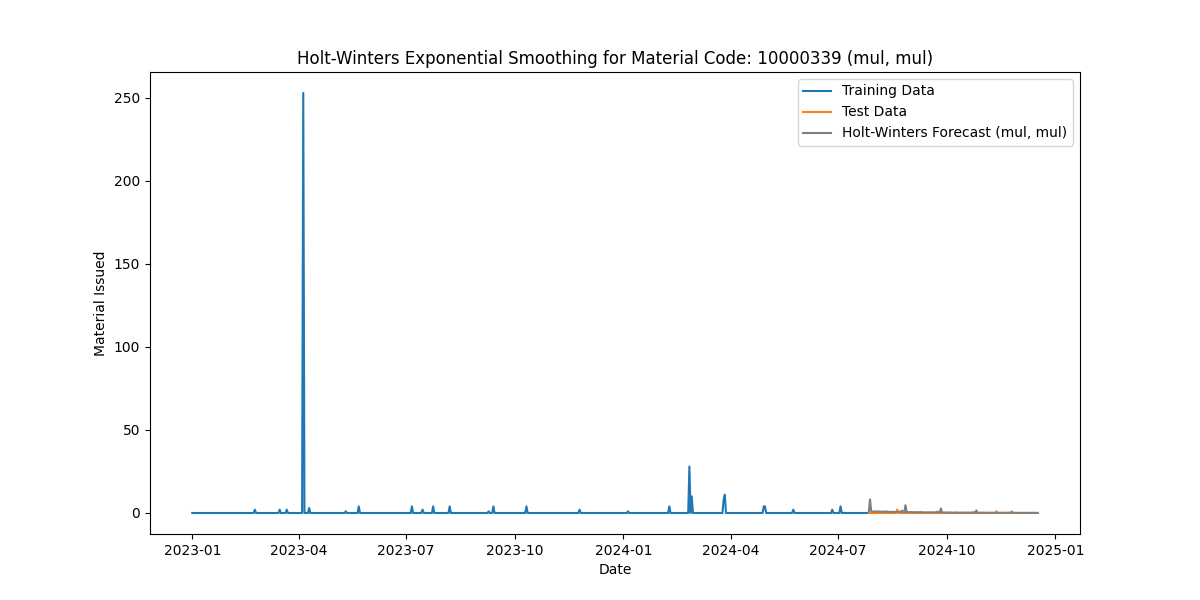 Holt-Winters Exponential Smoothing for Material Code: 10000339 (mul, mul)
Training Data
Test Data
Holt-Winters Forecast (mul, mul)
Material Issued
250
200
150
100
50
0
2023-01 2023-04 2023-07 2023-10 2024-01 2024-04 2024-07 2024-10 2025-01
Date